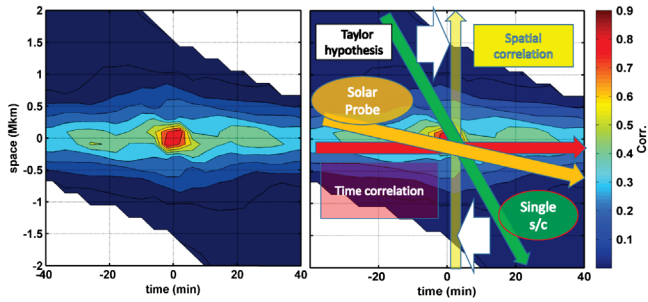 2
1.5
1
0.5
0
-0.5
-1
-1.5
-2
space (Mkm)
-40
-20
0
20
40
time (min)
Taylor
hypothesis
Spatial
correlation
Solar
Probe
Time correlation
Single
s/c
-40
-20
0
20
40
time (min)
0.9
0.8
0.7
0.6
0.5
0.4
0.3
0.2
0.1
Corr.